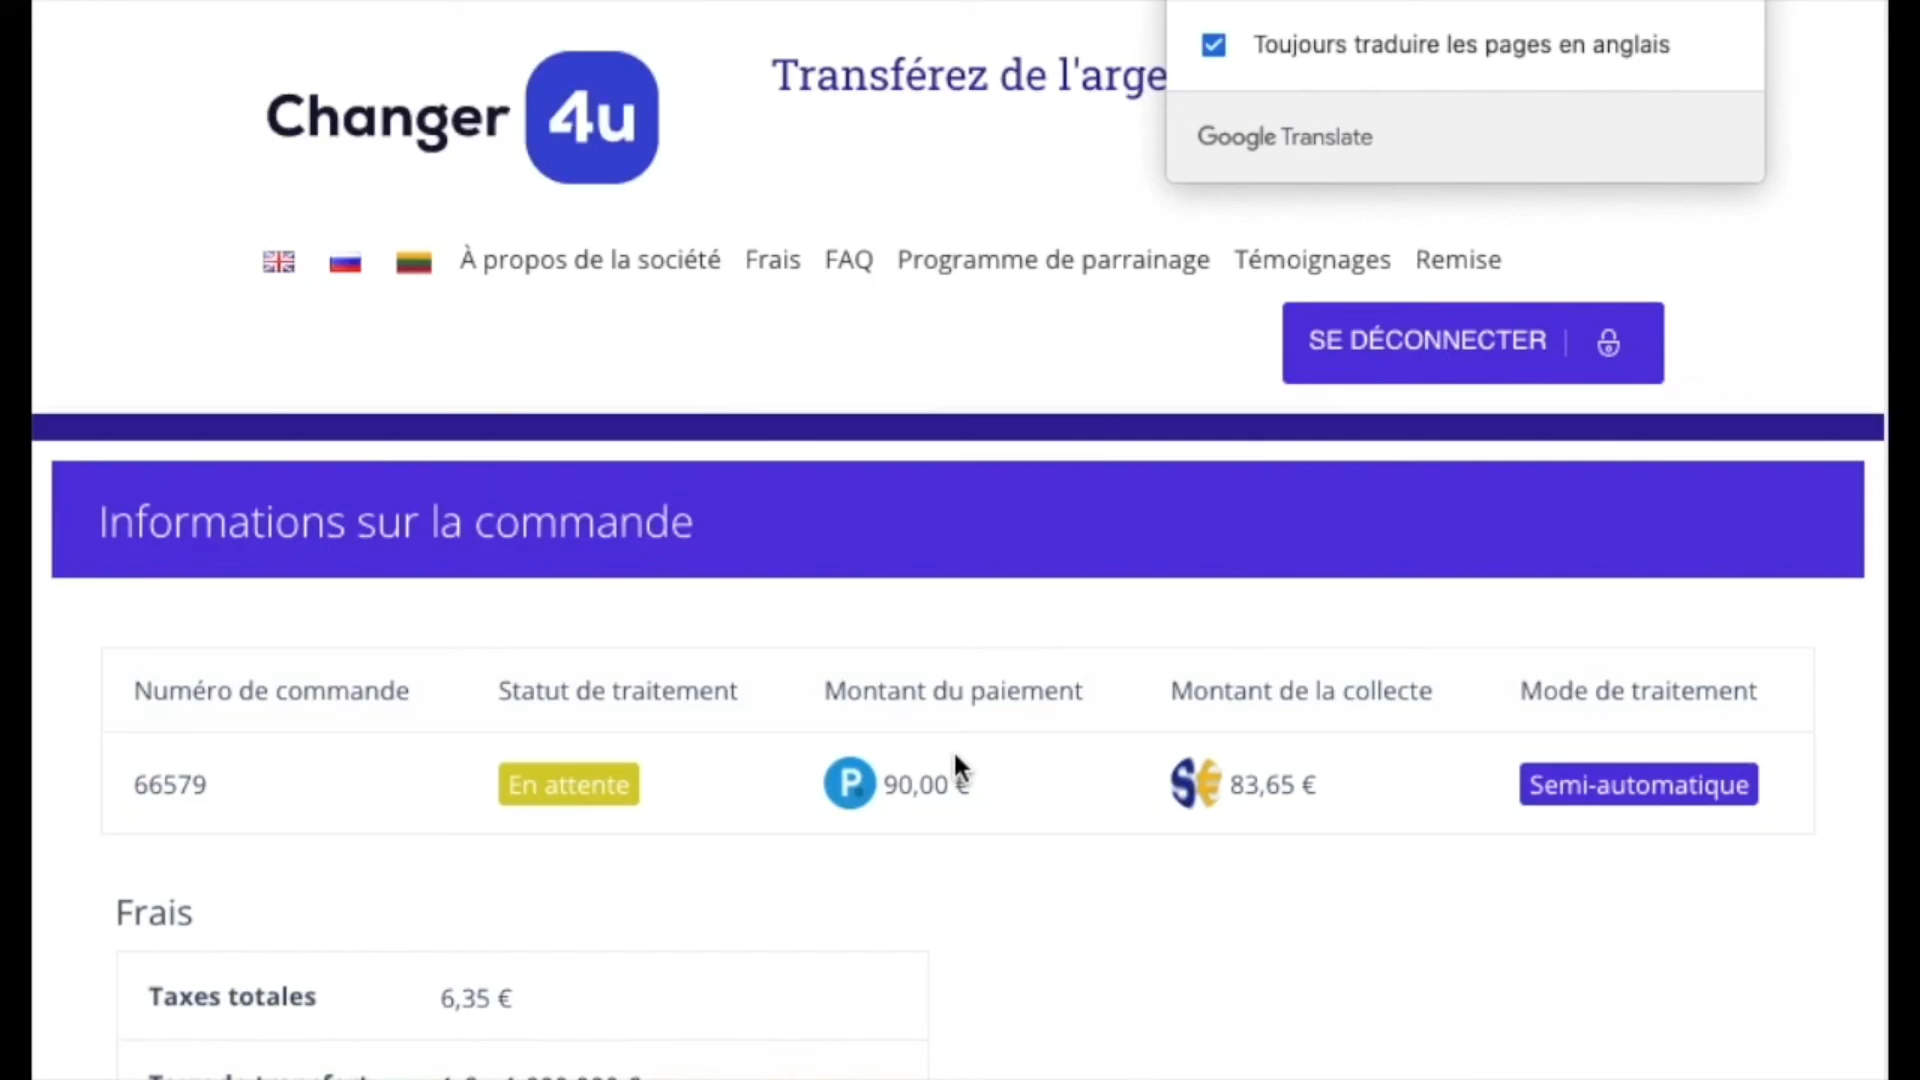 Toujours traduire les pages en anglais
Changer 4u
Transférez de l'arge
Google Translate
À propos de la société Frais FAQ Programme de parrainage Témoignages Remise
SE DÉCONNECTER
Informations sur la commande
Numéro de commande Statut de traitement Montant du paiement Montant de la collecte Mode de traitement
66579 En attente P 90,00 € S€ 83,65 € Semi-automatique
Frais
Taxes totales 6,35 €